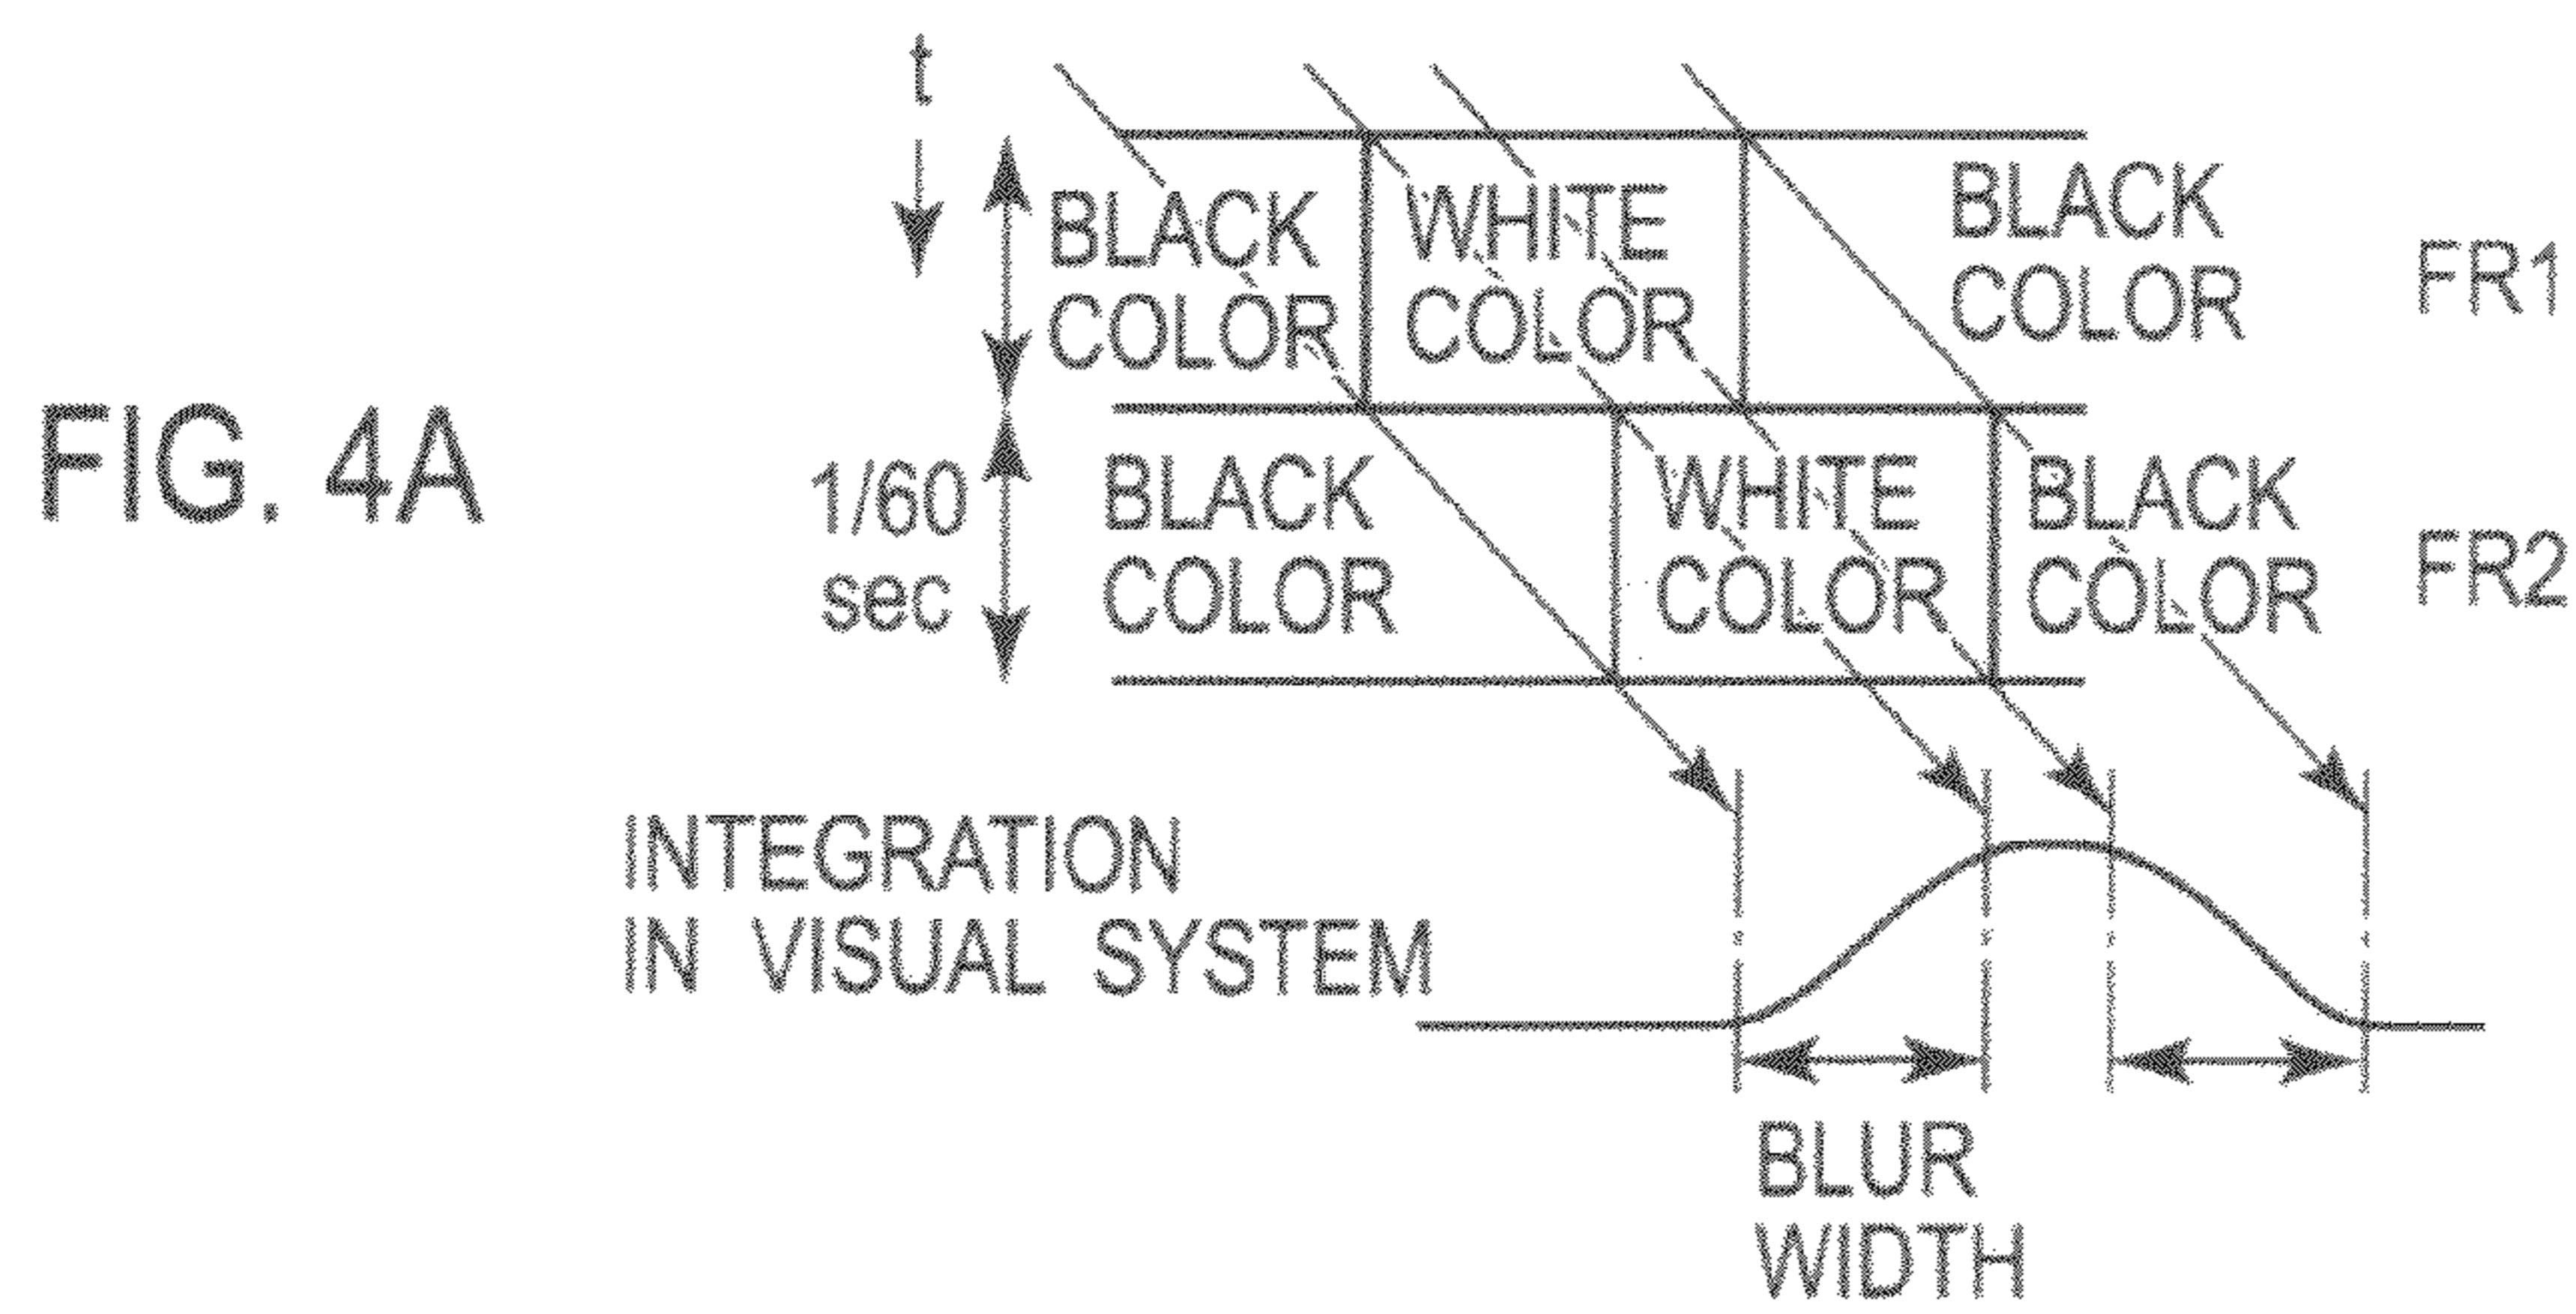 t
BLACK
COLOR
WHITE
COLOR
BLACK
COLOR
FR1
FIG. 4A
1/60
sec
BLACK
COLOR
WHITE
COLOR
BLACK
COLOR
FR2
INTEGRATION
IN VISUAL SYSTEM
BLUR
WIDTH